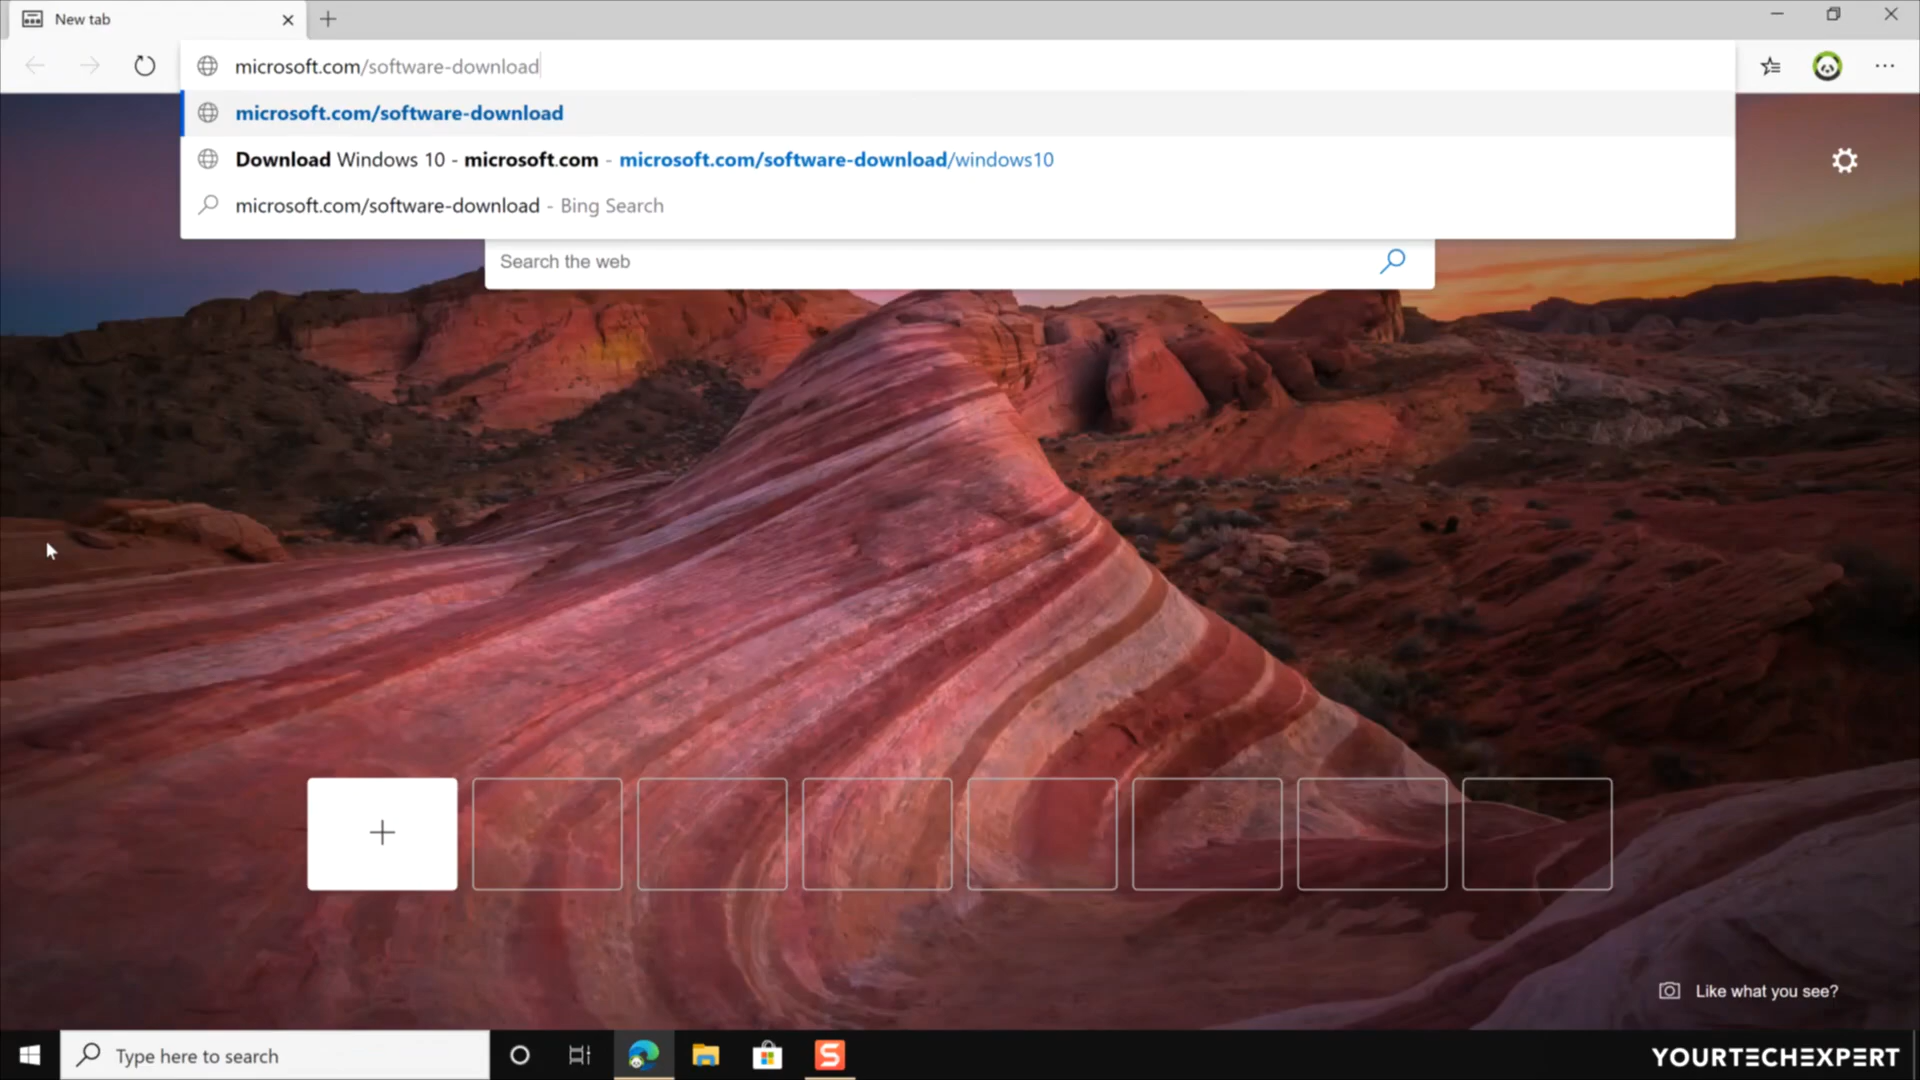 New tab
microsoft.com/software-download
microsoft.com/software-download
Download Windows 10 - microsoft.com - microsoft.com/software-download/windows10
microsoft.com/software-download - Bing Search
Search the web
Like what you see?
Type here to search
YOURTECHEXPERT